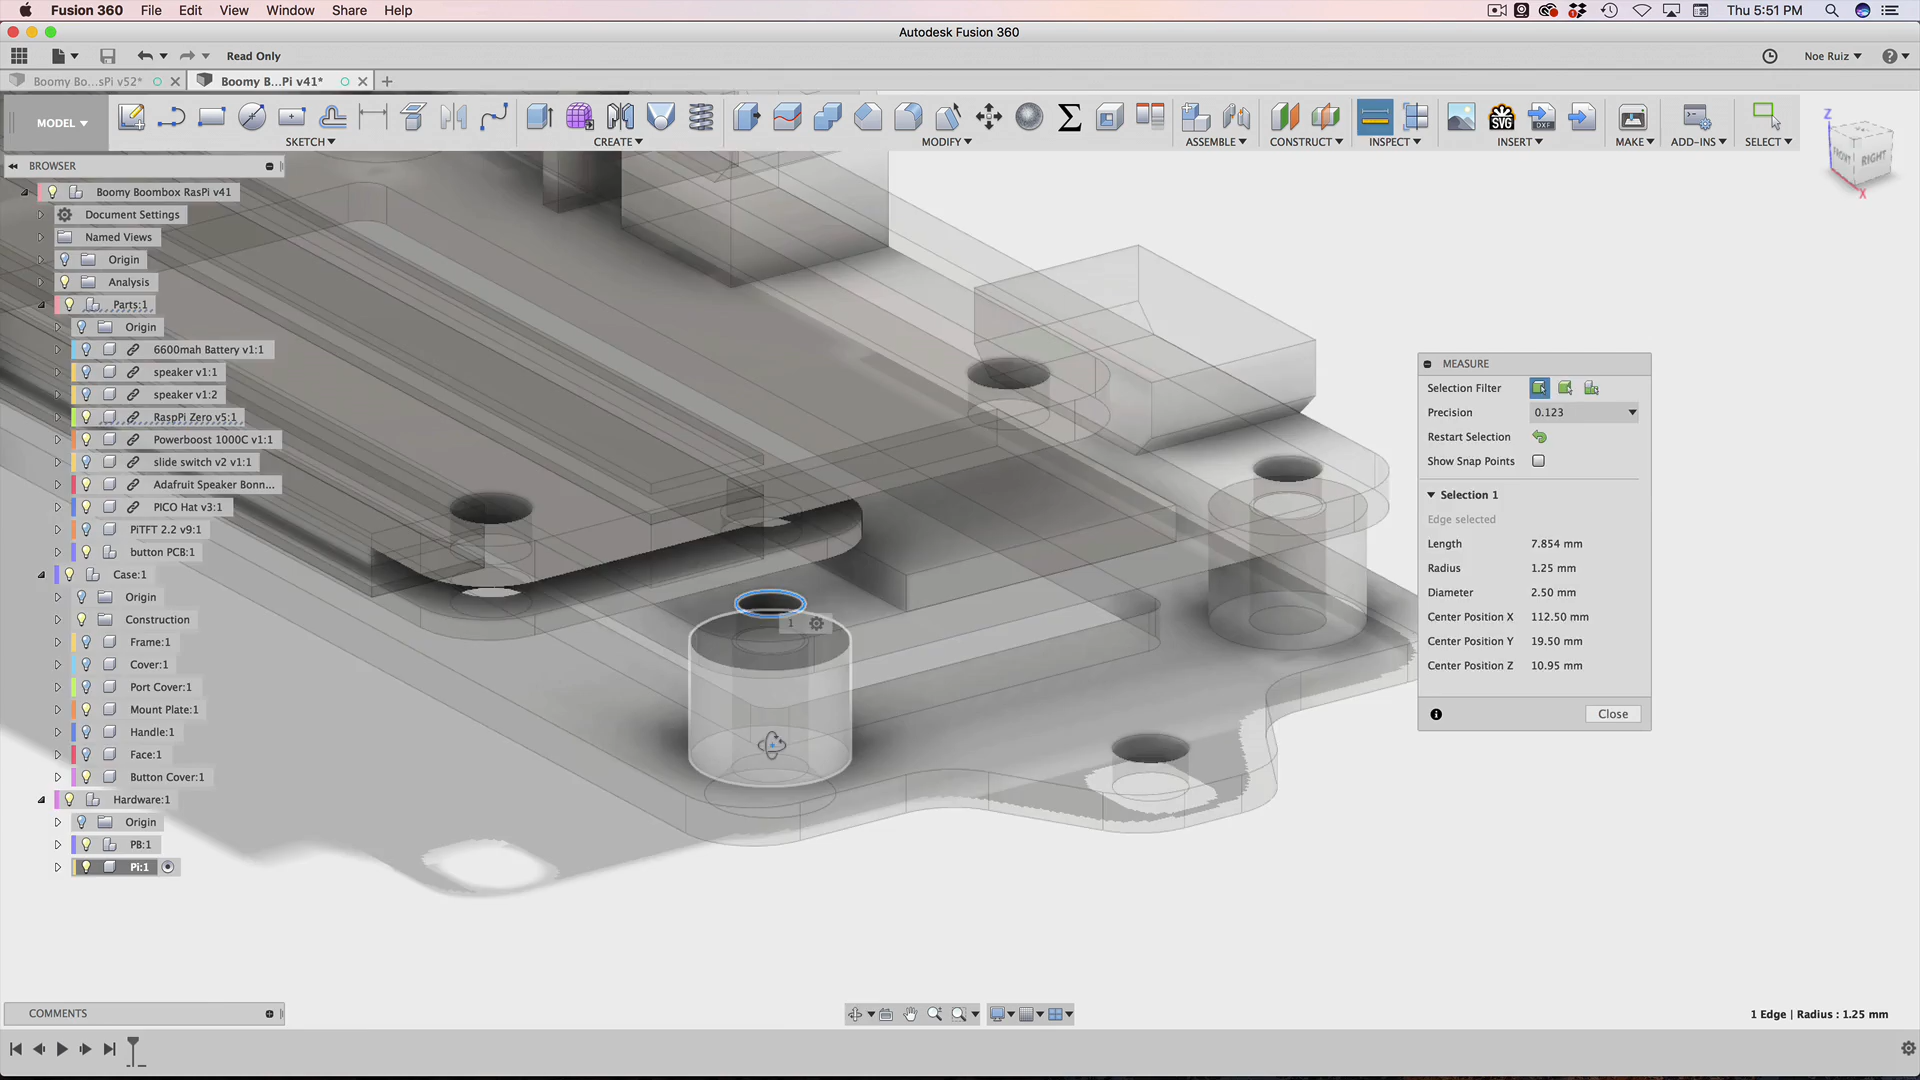 Fusion 360 File Edit View Window Share Help
Thu 5:51 PM
Autodesk Fusion 360
Read Only
Noe Ruiz
Boomy Bo...sPi v52*
Boomy B...Pi v41*
MODEL
SKETCH
CREATE
MODIFY
ASSEMBLE
CONSTRUCT
INSPECT
INSERT
MAKE
ADD-INS
SELECT
SVG
DXF
Z
FRONT
RIGHT
X
BROWSER
Boomy Boombox RasPi v41
Document Settings
Named Views
Origin
Analysis
Parts:1
Origin
6600mah Battery v1:1
speaker v1:1
speaker v1:2
RaspPi Zero v5:1
Powerboost 1000C v1:1
slide switch v2 v1:1
Adafruit Speaker Bonn...
PICO Hat v3:1
PiTFT 2.2 v9:1
button PCB:1
Case:1
Origin
Construction
Frame:1
Cover:1
Port Cover:1
Mount Plate:1
Handle:1
Face:1
Button Cover:1
Hardware:1
Origin
PB:1
Pi:1
1
MEASURE
Selection Filter
Precision 0.123
Restart Selection
Show Snap Points
Selection 1
Edge selected
Length 7.854 mm
Radius 1.25 mm
Diameter 2.50 mm
Center Position X 112.50 mm
Center Position Y 19.50 mm
Center Position Z 10.95 mm
Close
COMMENTS
1 Edge | Radius : 1.25 mm